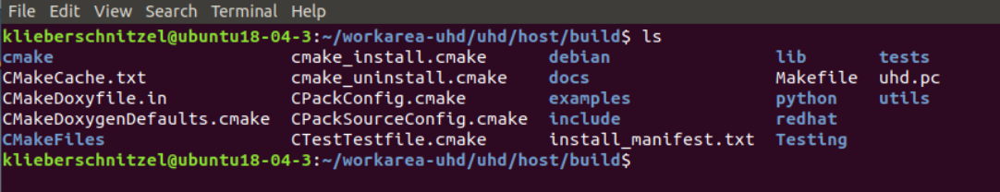 File Edit View Search Terminal Help
klieberschnitzel@ubuntu18-04-3:~/workarea-uhd/uhd/host/build$ ls
cmake cmake_install.cmake debian lib tests
CMakeCache.txt cmake_uninstall.cmake docs Makefile uhd.pc
CMakeDoxyfile.in CPackConfig.cmake examples python utils
CMakeDoxygenDefaults.cmake CPackSourceConfig.cmake include redhat
CMakeFiles CTestTestfile.cmake install_manifest.txt Testing
klieberschnitzel@ubuntu18-04-3:~/workarea-uhd/uhd/host/build$